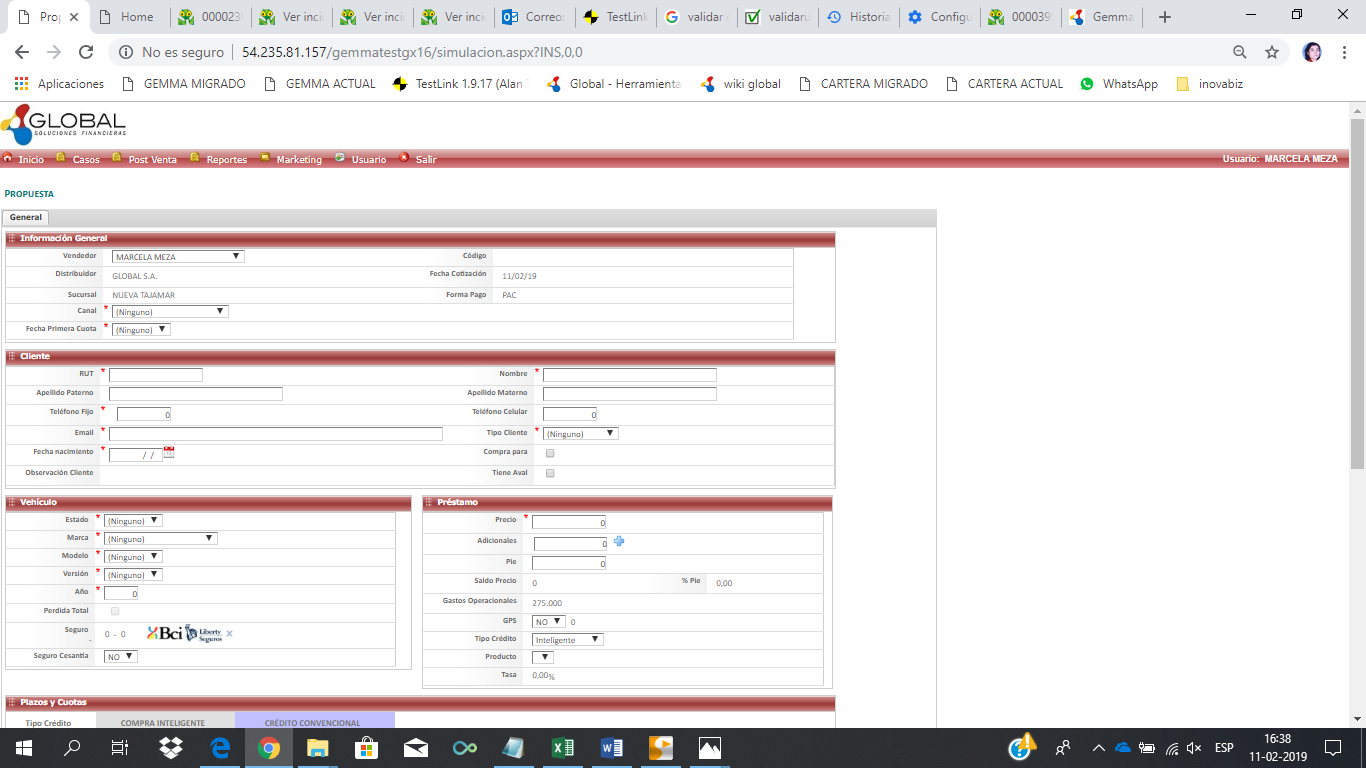 Prop
Home
000023
Ver inci
Ver inci
Ver inci
Correo:
TestLink
validar
validaru
Historia
Configu
000039
Gemma
No es seguro | 54.235.81.157/gemmatestgx16/simulacion.aspx?INS,0,0
Aplicaciones GEMMA MIGRADO GEMMA ACTUAL TestLink 1.9.17 (Alan Global - Herramienta wiki global CARTERA MIGRADO CARTERA ACTUAL WhatsApp inovabiz
GLOBAL
SOLUCIONES FINANCIERAS
Inicio Casos Post Venta Reportes Marketing Usuario Salir Usuario: MARCELA MEZA
PROPUESTA
General
Información General
Vendedor MARCELA MEZA Código
Distribuidor GLOBAL S.A. Fecha Cotización 11/02/19
Sucursal NUEVA TAJAMAR Forma Pago PAC
Canal * (Ninguno)
Fecha Primera Cuota * (Ninguno)
Cliente
RUT * Nombre *
Apellido Paterno Apellido Materno
Teléfono Fijo * 0 Teléfono Celular 0
Email * Tipo Cliente * (Ninguno)
Fecha nacimiento * / / Compra para
Observación Cliente Tiene Aval
Vehículo
Estado * (Ninguno)
Marca * (Ninguno)
Modelo * (Ninguno)
Versión * (Ninguno)
Año * 0
Perdida Total
Seguro - 0 - 0 Bci Liberty Seguros
Seguro Cesantía NO
Préstamo
Precio * 0
Adicionales 0
Pie 0
Saldo Precio 0 % Pie 0,00
Gastos Operacionales 275.000
GPS NO 0
Tipo Crédito Inteligente
Producto
Tasa 0,00%
Plazos y Cuotas
Tipo Crédito COMPRA INTELIGENTE CRÉDITO CONVENCIONAL
ESP
16:38
11-02-2019